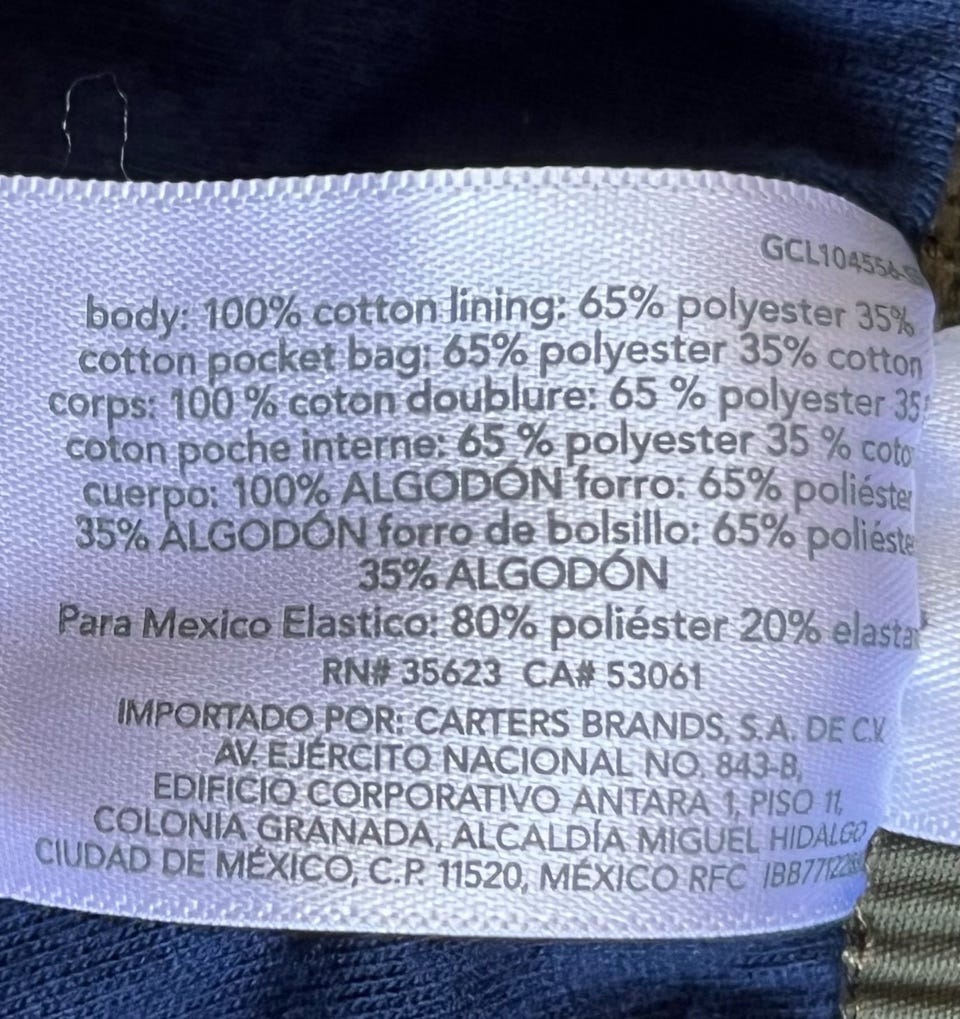 GCL104556
body: 100% cotton lining: 65% polyester 35%
cotton pocket bag: 65% polyester 35% cotton
corps: 100 % coton doublure: 65 % polyester 35
coton poche interne: 65 % polyester 35 %
cuerpo: 100% ALGODÓN forro: 65% poliéster
35% ALGODÓN forro de bolsillo: 65%
35% ALGODÓN
Para Mexico Elastico: 80% poliéster 20%
RN# 35623 CA# 53061
IMPORTADO POR: CARTERS BRANDS, S.A. DE C.V.
AV. EJÉRCITO NACIONAL NO. 843-B,
EDIFICIO CORPORATIVO ANTARA 1, PISO 11,
COLONIA GRANADA, ALCALDÍA MIGUEL HIDALGO
CIUDAD DE MÉXICO, C.P. 11520, MÉXICO RFC